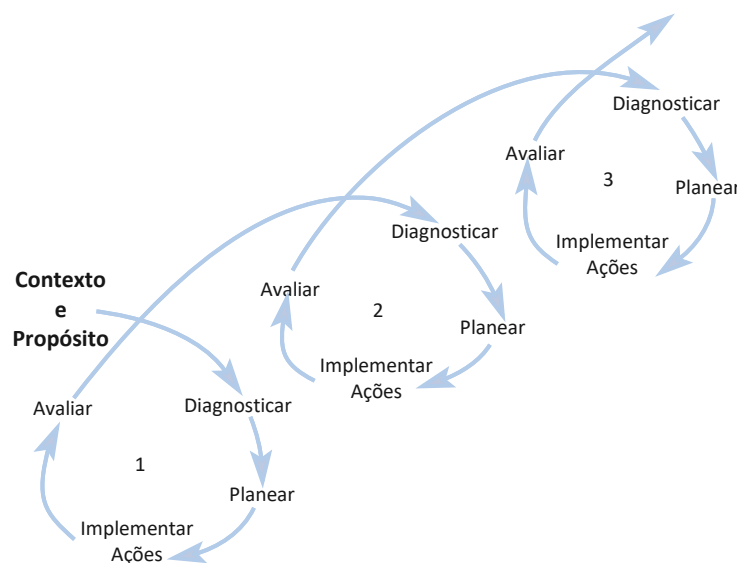 Diagnosticar
Avaliar
3
Planear
Implementar
Ações
Diagnosticar
Avaliar
2
Planear
Implementar
Ações
Contexto
e
Propósito
Avaliar
Diagnosticar
1
Planear
Implementar
Ações